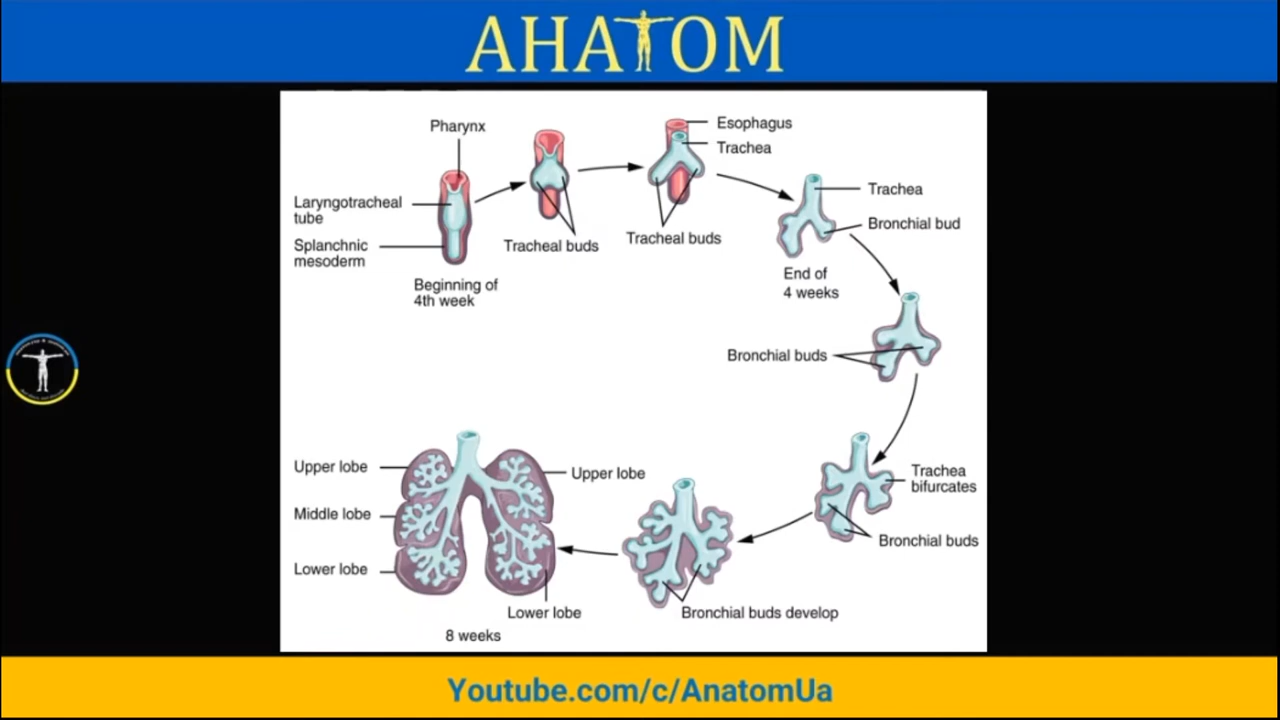 АНАТОМ
Pharynx
Laryngotracheal
tube
Splanchnic
mesoderm
Beginning of
4th week
Tracheal buds
Esophagus
Trachea
Tracheal buds
Trachea
Bronchial bud
End of
4 weeks
Bronchial buds
Trachea
bifurcates
Bronchial buds
Bronchial buds develop
Upper lobe
Middle lobe
Lower lobe
Upper lobe
Lower lobe
8 weeks
Youtube.com/c/AnatomUa